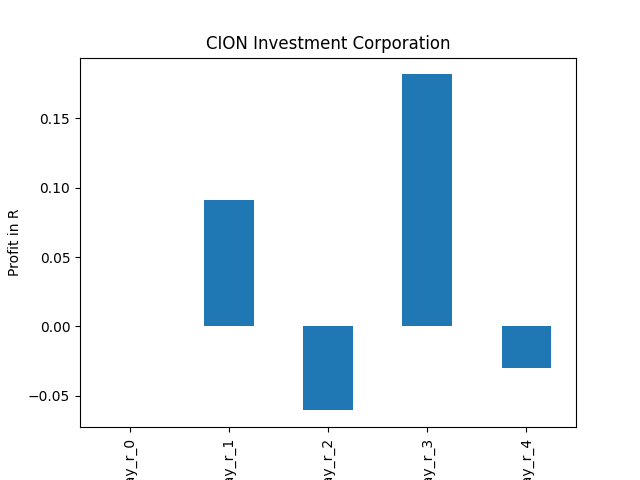 CION Investment Corporation
Profit in R
0.15
0.10
0.05
0.00
−0.05
ay_r_0
ay_r_1
ay_r_2
ay_r_3
ay_r_4